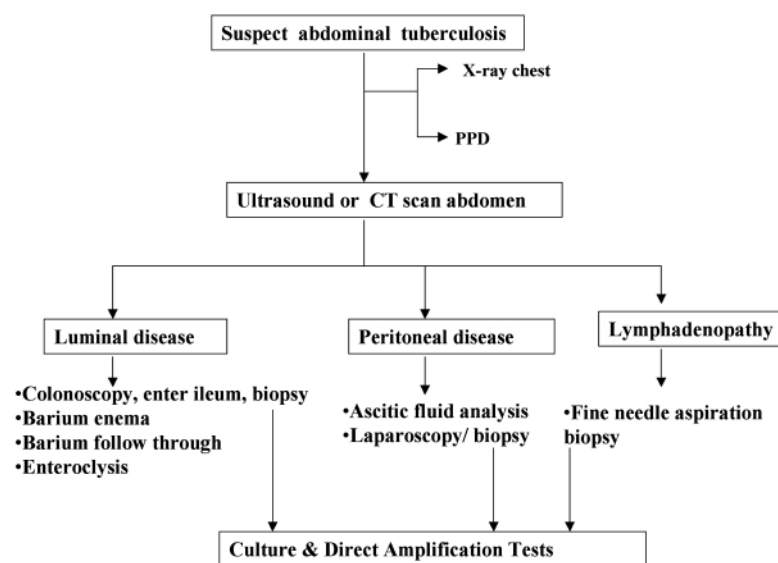 Suspect abdominal tuberculosis
X-ray chest
PPD
Ultrasound or CT scan abdomen
Luminal disease
Peritoneal disease
Lymphadenopathy
•Colonoscopy, enter ileum, biopsy
•Barium enema
•Barium follow through
•Enteroclysis
•Ascitic fluid analysis
•Laparoscopy/ biopsy
•Fine needle aspiration
biopsy
Culture & Direct Amplification Tests